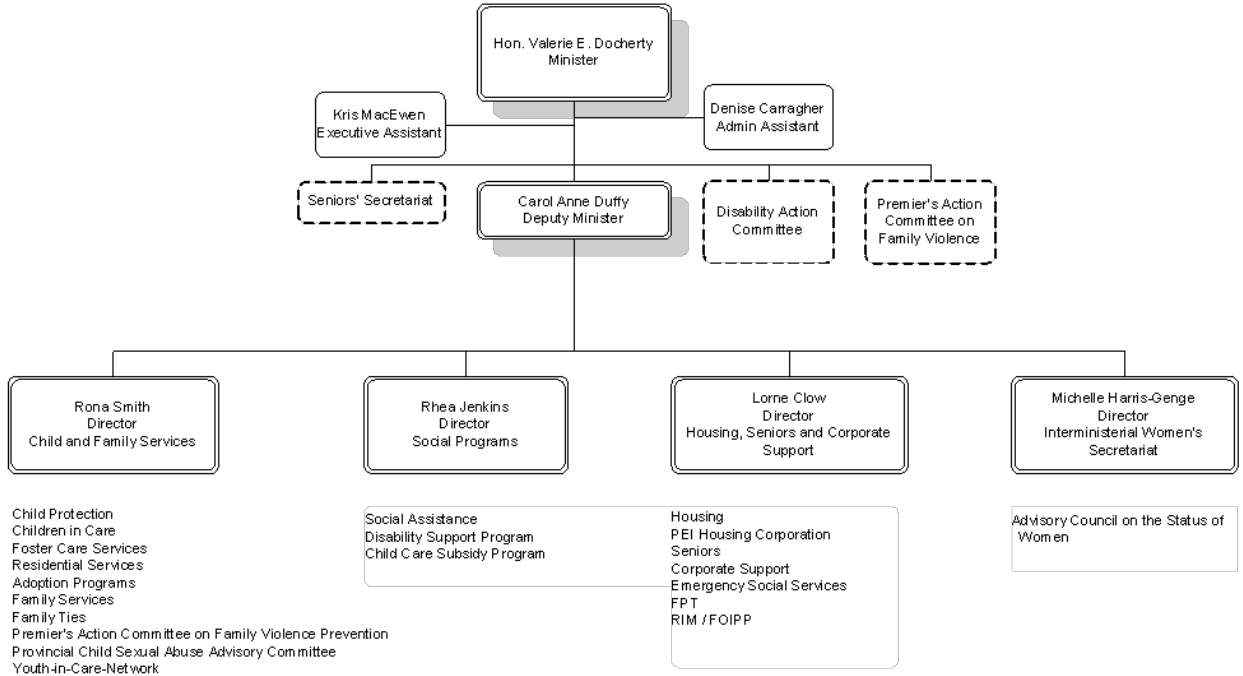 Hon. Valerie E. Docherty
Minister
Kris MacEwen
Executive Assistant
Denise Carragher
Admin Assistant
Seniors' Secretariat
Carol Anne Duffy
Deputy Minister
Disability Action
Committee
Premier's Action
Committee on
Family Violence
Rona Smith
Director
Child and Family Services
Rhea Jenkins
Director
Social Programs
Lorne Clow
Director
Housing, Seniors and Corporate
Support
Michelle Harris-Genge
Director
Interministerial Women's
Secretariat
Child Protection
Children in Care
Foster Care Services
Residential Services
Adoption Programs
Family Services
Family Ties
Premier's Action Committee on Family Violence Prevention
Provincial Child Sexual Abuse Advisory Committee
Youth-in-Care-Network
Social Assistance
Disability Support Program
Child Care Subsidy Program
Housing
PEI Housing Corporation
Seniors
Corporate Support
Emergency Social Services
FPT
RIM / FOIPP
Advisory Council on the Status of
Women